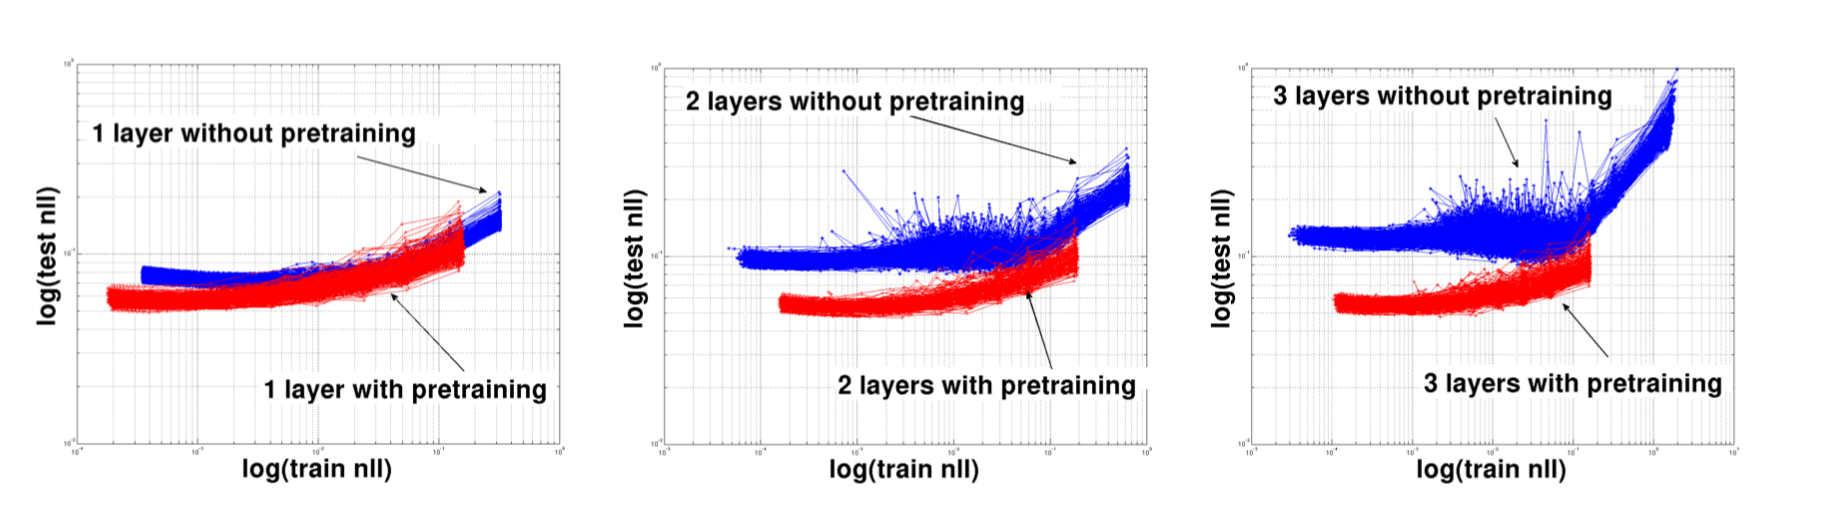 1 layer without pretraining
1 layer with pretraining
log(test nll)
log(train nll)
2 layers without pretraining
2 layers with pretraining
log(test nll)
log(train nll)
3 layers without pretraining
3 layers with pretraining
log(test nll)
log(train nll)